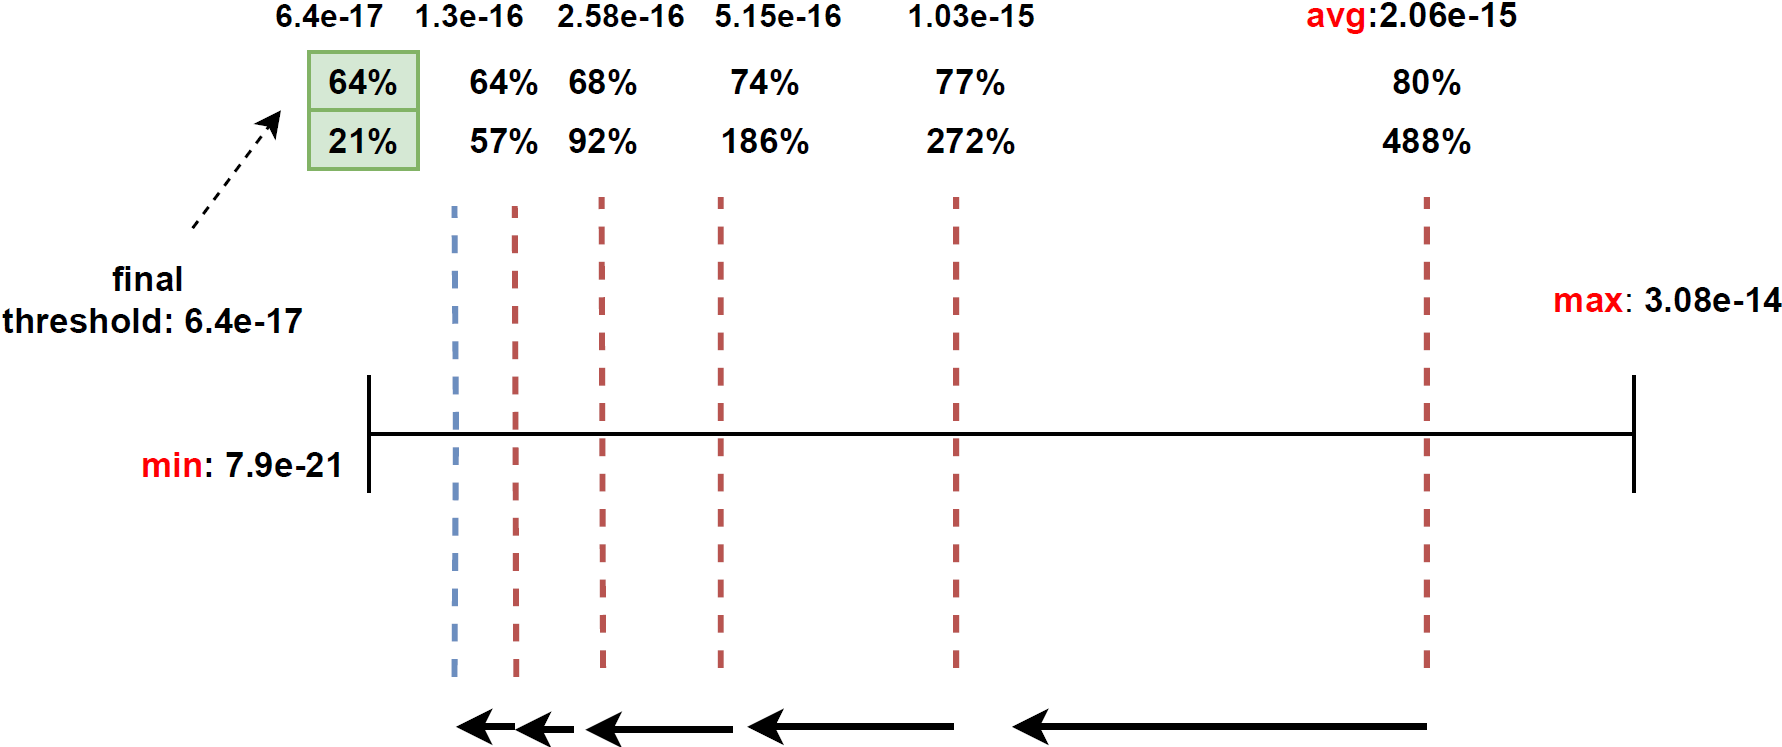 6.4e-17 1.3e-16 2.58e-16 5.15e-16 1.03e-15 avg:2.06e-15
64% 64% 68% 74% 77% 80%
21% 57% 92% 186% 272% 488%
final
threshold: 6.4e-17
max: 3.08e-14
min: 7.9e-21